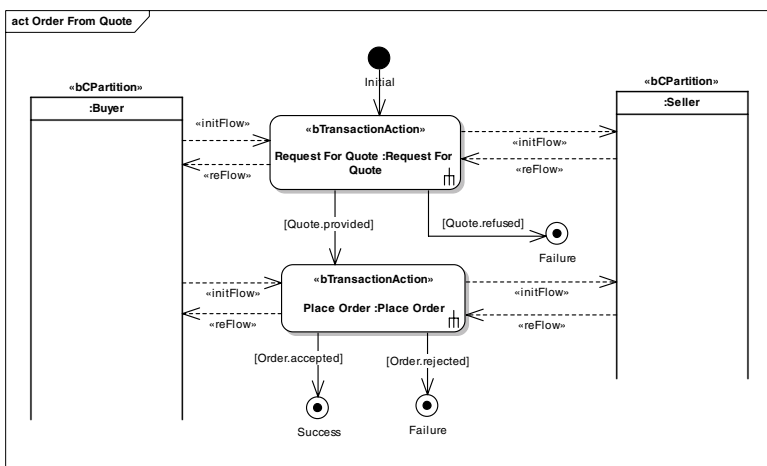 act Order From Quote
«bCPartition»
:Buyer
Initial
«bCPartition»
:Seller
«initFlow»
«reFlow»
«bTransactionAction»
Request For Quote :Request For
Quote
«initFlow»
«reFlow»
[Quote.provided]
[Quote.refused]
Failure
«initFlow»
«reFlow»
«bTransactionAction»
Place Order :Place Order
«initFlow»
«reFlow»
[Order.accepted]
[Order.rejected]
Success
Failure